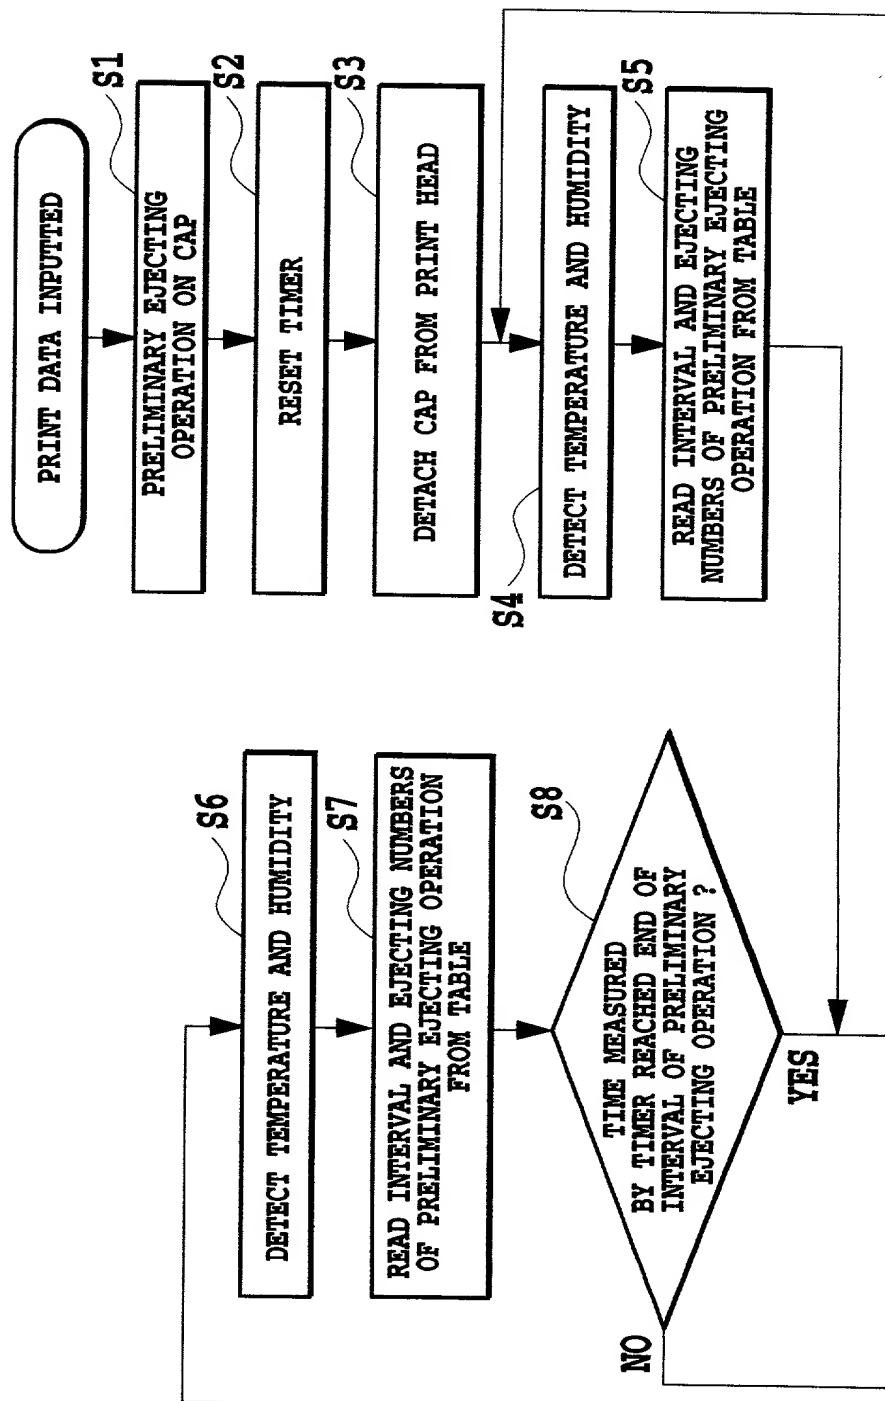 PRINT DATA INPUTTED
S1
PRELIMINARY EJECTING
OPERATION ON CAP
S2
RESET TIMER
S3
DETACH CAP FROM PRINT HEAD
S4
DETECT TEMPERATURE AND HUMIDITY
S5
READ INTERVAL AND EJECTING
NUMBERS OF PRELIMINARY EJECTING
OPERATION FROM TABLE
S6
DETECT TEMPERATURE AND HUMIDITY
S7
READ INTERVAL AND EJECTING NUMBERS
OF PRELIMINARY EJECTING OPERATION
FROM TABLE
S8
TIME MEASURED
BY TIMER REACHED END OF
INTERVAL OF PRELIMINARY
EJECTING OPERATION ?
NO
YES